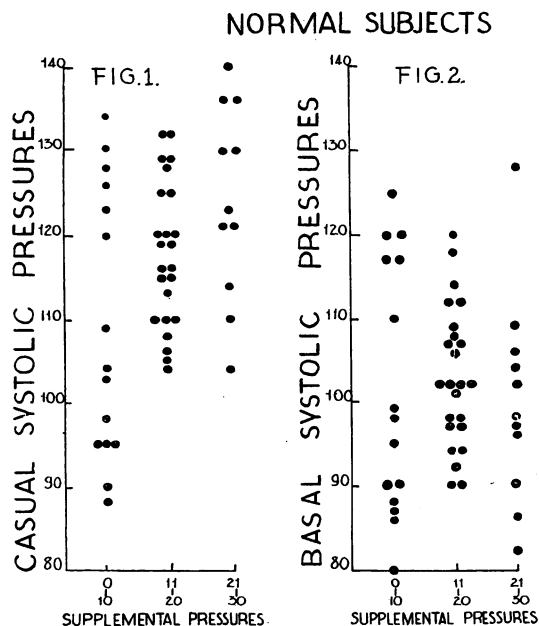 NORMAL SUBJECTS
FIG.1.
CASUAL SYSTOLIC PRESSURES
140
130
120
110
100
90
80
0 11 21
10 20 30
SUPPLEMENTAL PRESSURES.
FIG.2.
BASAL SYSTOLIC PRESSURES
140
130
120
110
100
90
80
0 11 21
10 20 30
SUPPLEMENTAL PRESSURES